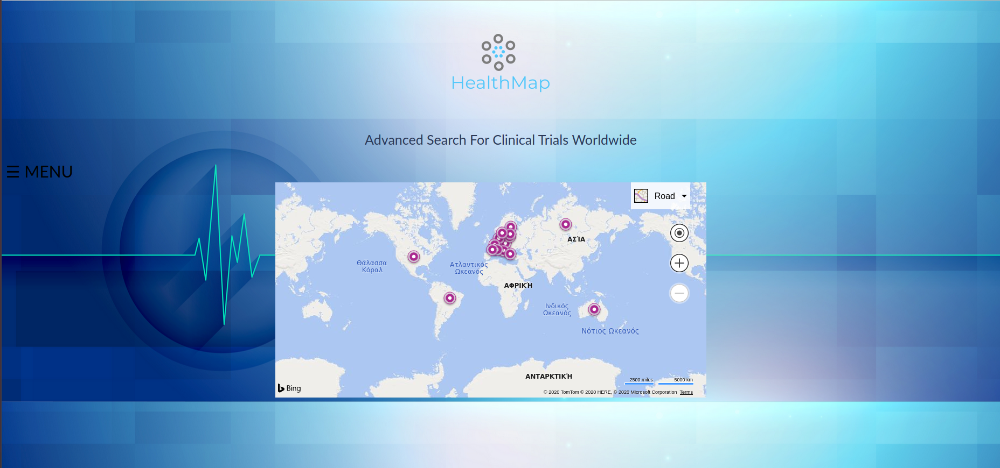 HealthMap
Advanced Search For Clinical Trials Worldwide
☰ MENU
Road
ΑΣΊΑ
Θάλασσα
Κόραλ
Ατλαντικός
Ωκεανός
ΑΦΡΙΚΉ
Ινδικός
Ωκεανός
Νότιος Ωκεανός
ΑΝΤΑΡΚΤΙΚΉ
2500 miles 5000 km
Bing
© 2020 TomTom © 2020 HERE, © 2020 Microsoft Corporation Terms